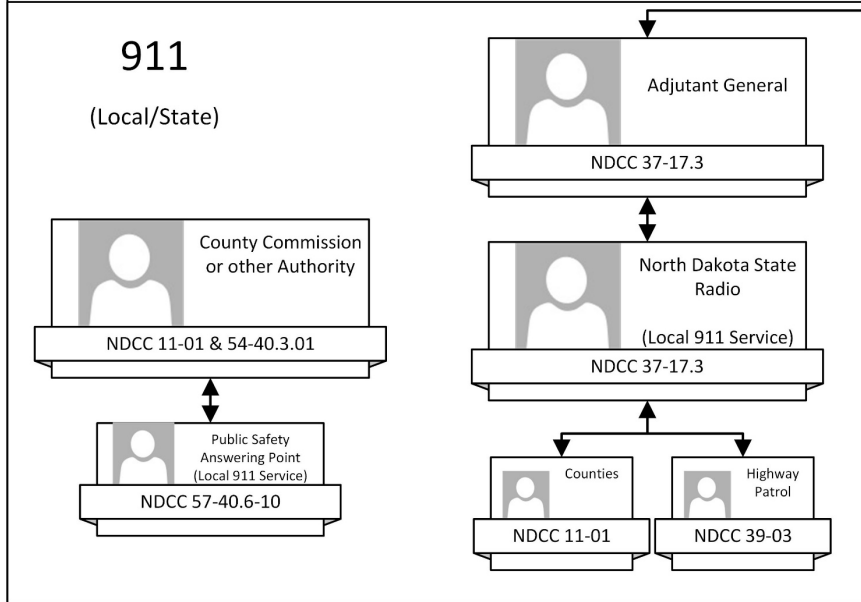 911
(Local/State)
Adjutant General
NDCC 37-17.3
County Commission
or other Authority
NDCC 11-01 & 54-40.3.01
North Dakota State
Radio
(Local 911 Service)
NDCC 37-17.3
Public Safety
Answering Point
(Local 911 Service)
NDCC 57-40.6-10
Counties
NDCC 11-01
Highway
Patrol
NDCC 39-03